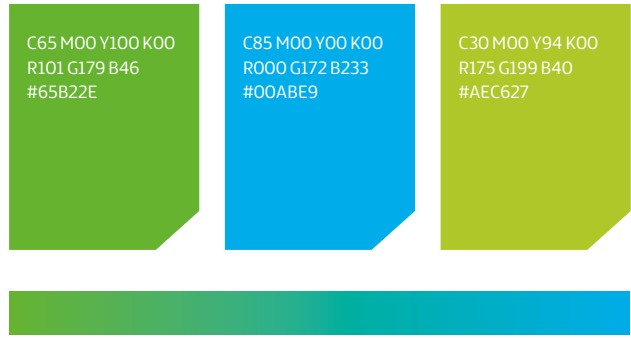 C65 M00 Y100 K00
R101 G179 B46
#65B22E
C85 M00 Y00 K00
R000 G172 B233
#00ABE9
C30 M00 Y94 K00
R175 G199 B40
#AEC627